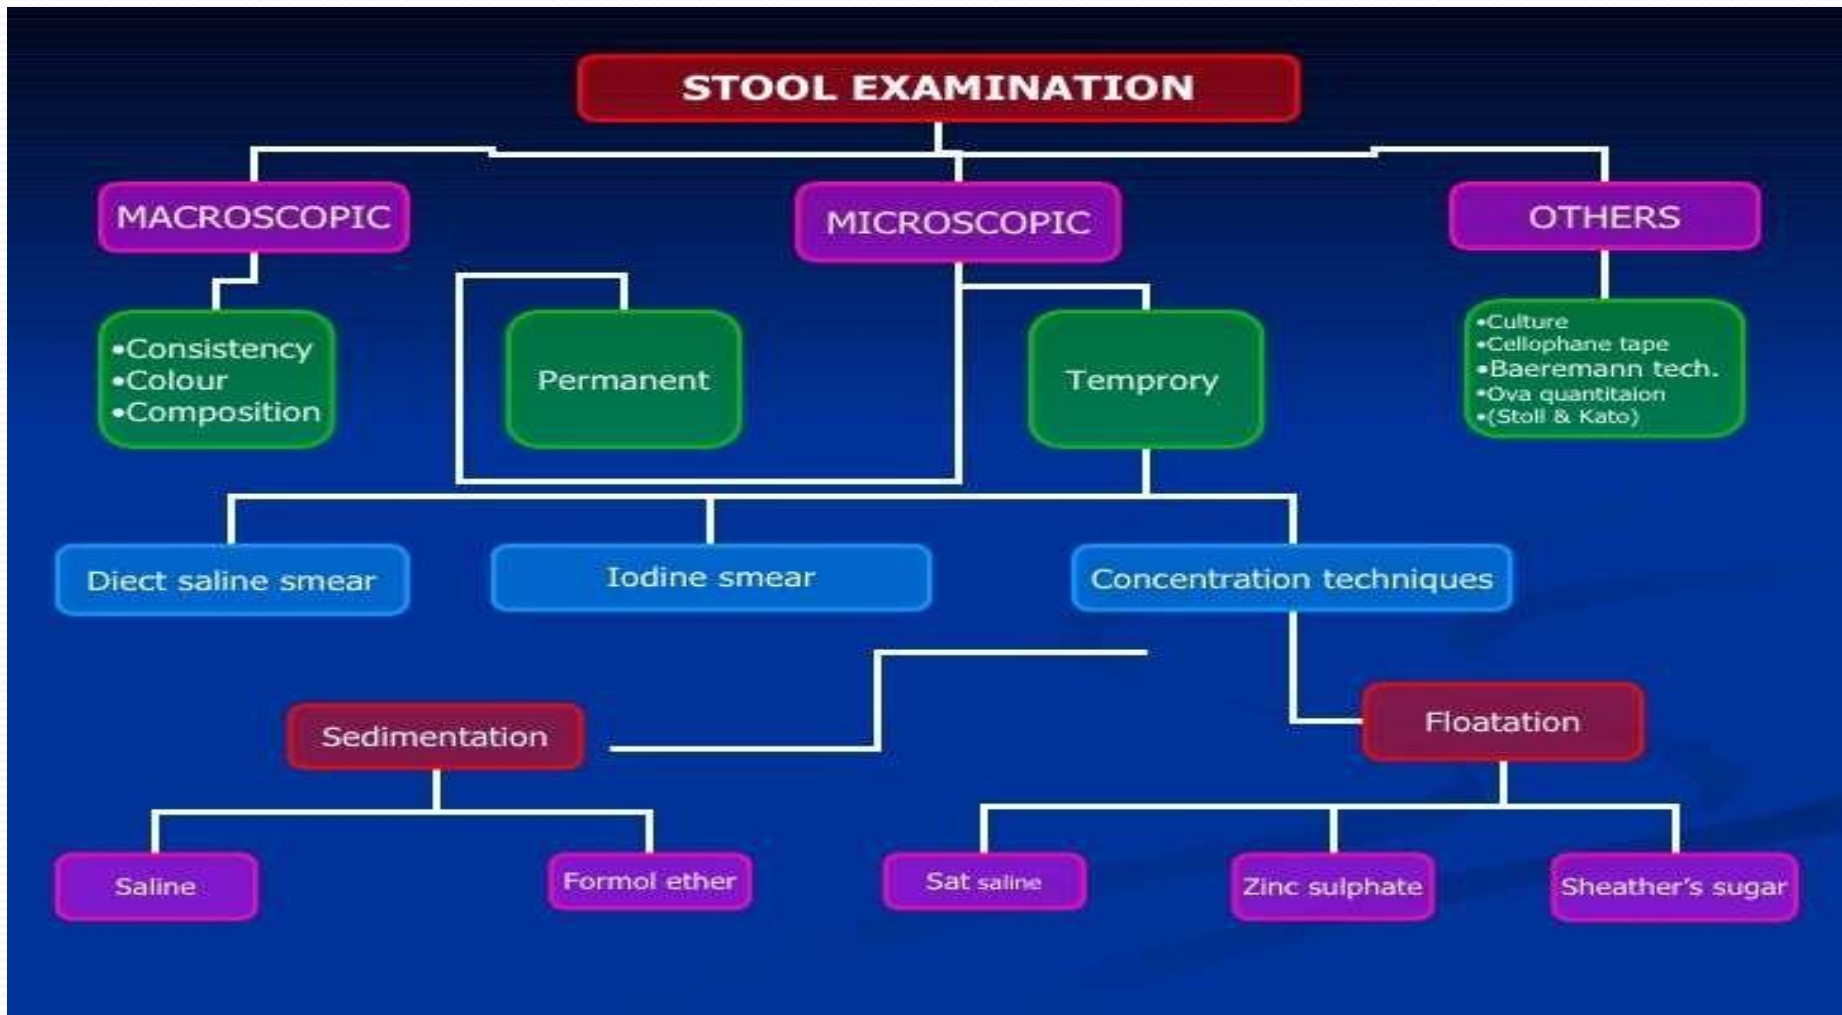 STOOL EXAMINATION
MACROSCOPIC
MICROSCOPIC
OTHERS
•Consistency
•Colour
•Composition
Permanent
Temprory
•Culture
•Cellophane tape
•Baeremann tech.
•Ova quantitaion
•(Stoll & Kato)
Diect saline smear
Iodine smear
Concentration techniques
Sedimentation
Floatation
Saline
Formol ether
Sat saline
Zinc sulphate
Sheather’s sugar